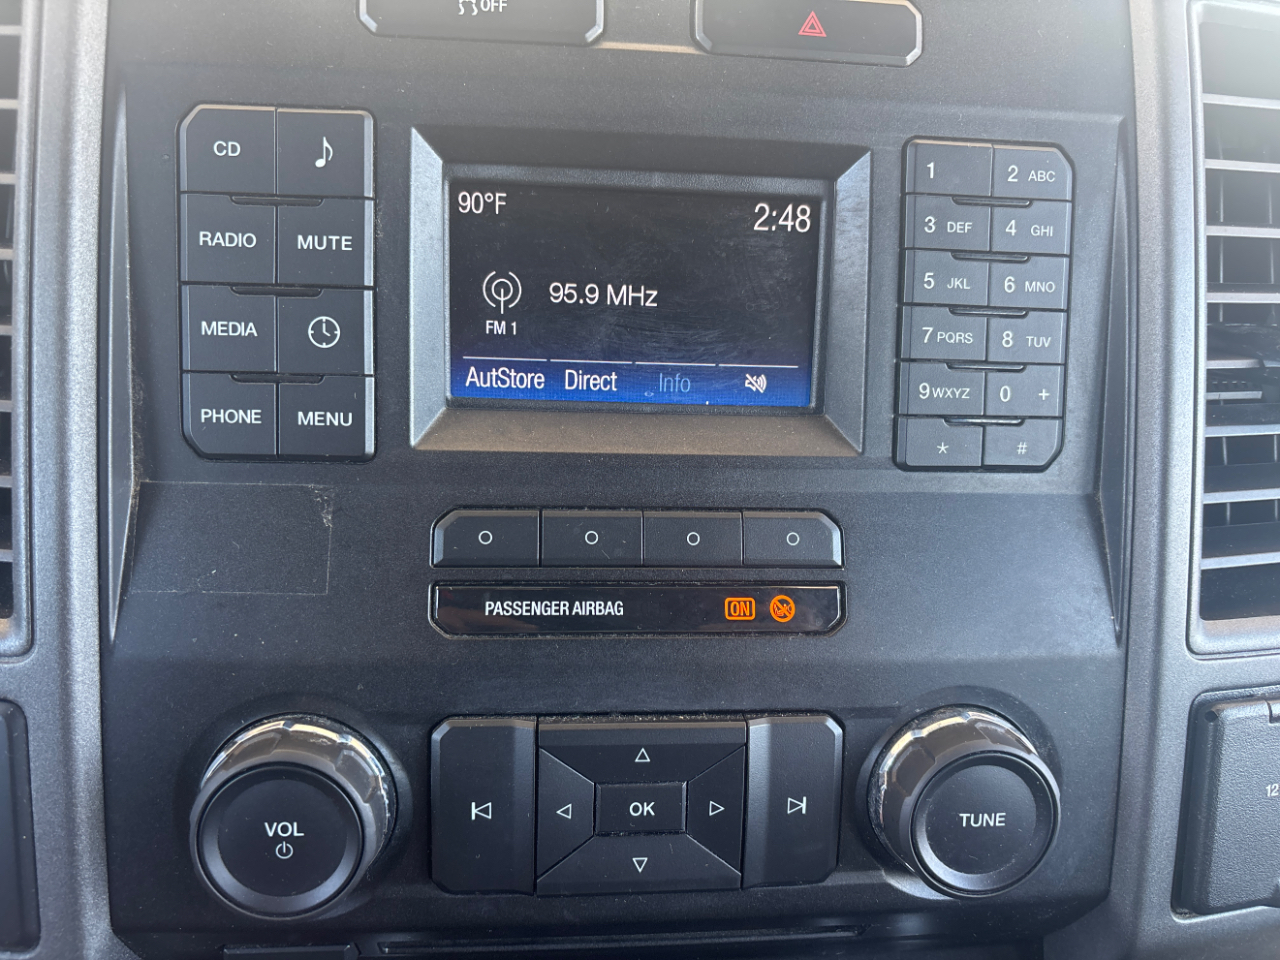 OFF
CD
RADIO
MUTE
MEDIA
PHONE
MENU
90°F
2:48
95.9 MHz
FM 1
AutStore Direct Info
1
2 ABC
3 DEF
4 GHI
5 JKL
6 MNO
7 PQRS
8 TUV
9 WXYZ
0 +
*
#
PASSENGER AIRBAG ON
VOL
OK
TUNE
12